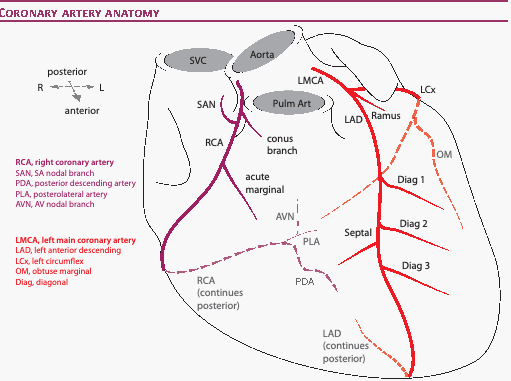 CORONARY ARTERY ANATOMY
SVC
Aorta
posterior
R
L
anterior
LMCA
LCx
SAN
Pulm Art
LAD
Ramus
RCA
conus
branch
OM
RCA, right coronary artery
SAN, SA nodal branch
PDA, posterior descending artery
PLA, posterolateral artery
AVN, AV nodal branch
acute
marginal
Diag 1
AVN
Diag 2
Septal
PLA
LMCA, left main coronary artery
LAD, left anterior descending
LCx, left circumflex
OM, obtuse marginal
Diag, diagonal
Diag 3
RCA
(continues
posterior)
PDA
LAD
(continues
posterior)